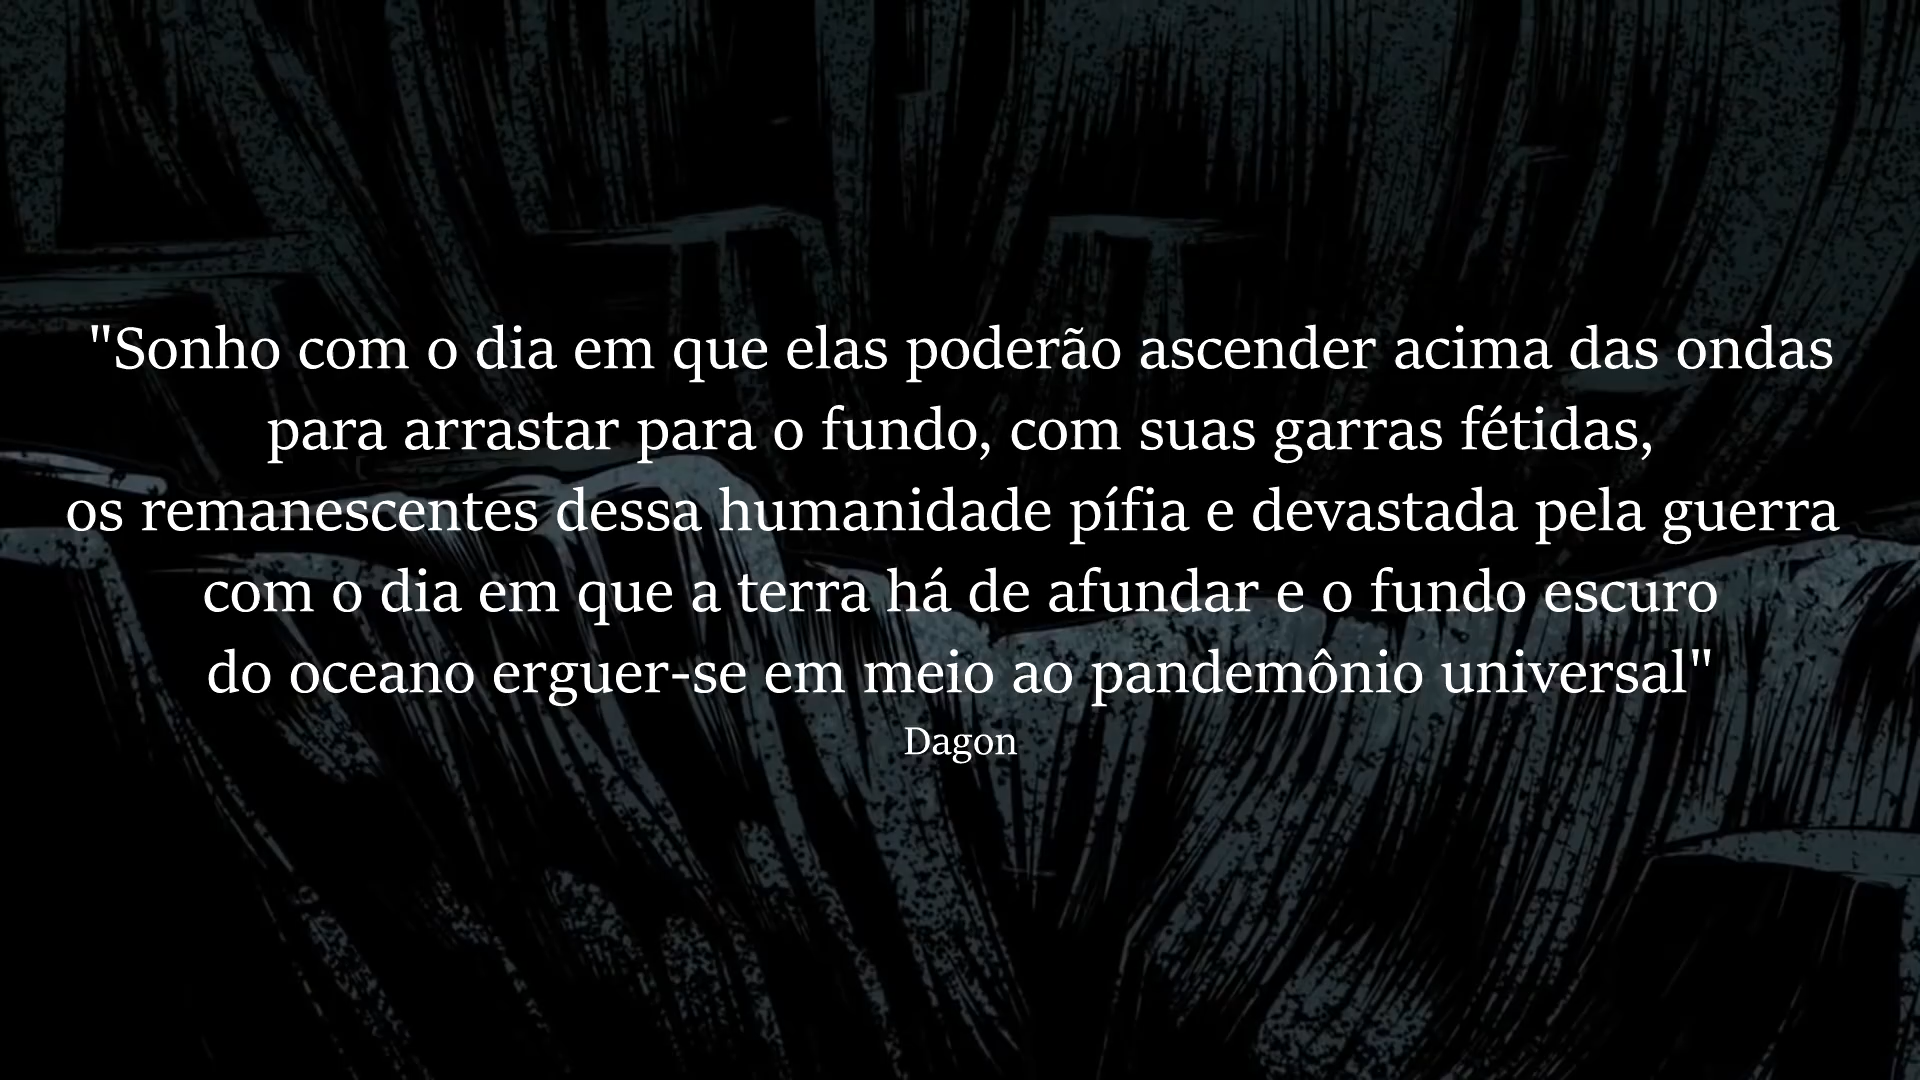 "Sonho com o dia em que elas poderão ascender acima das ondas
para arrastar para o fundo, com suas garras fétidas,
os remanescentes dessa humanidade pífia e devastada pela guerra
com o dia em que a terra há de afundar e o fundo escuro
do oceano erguer-se em meio ao pandemônio universal"
Dagon